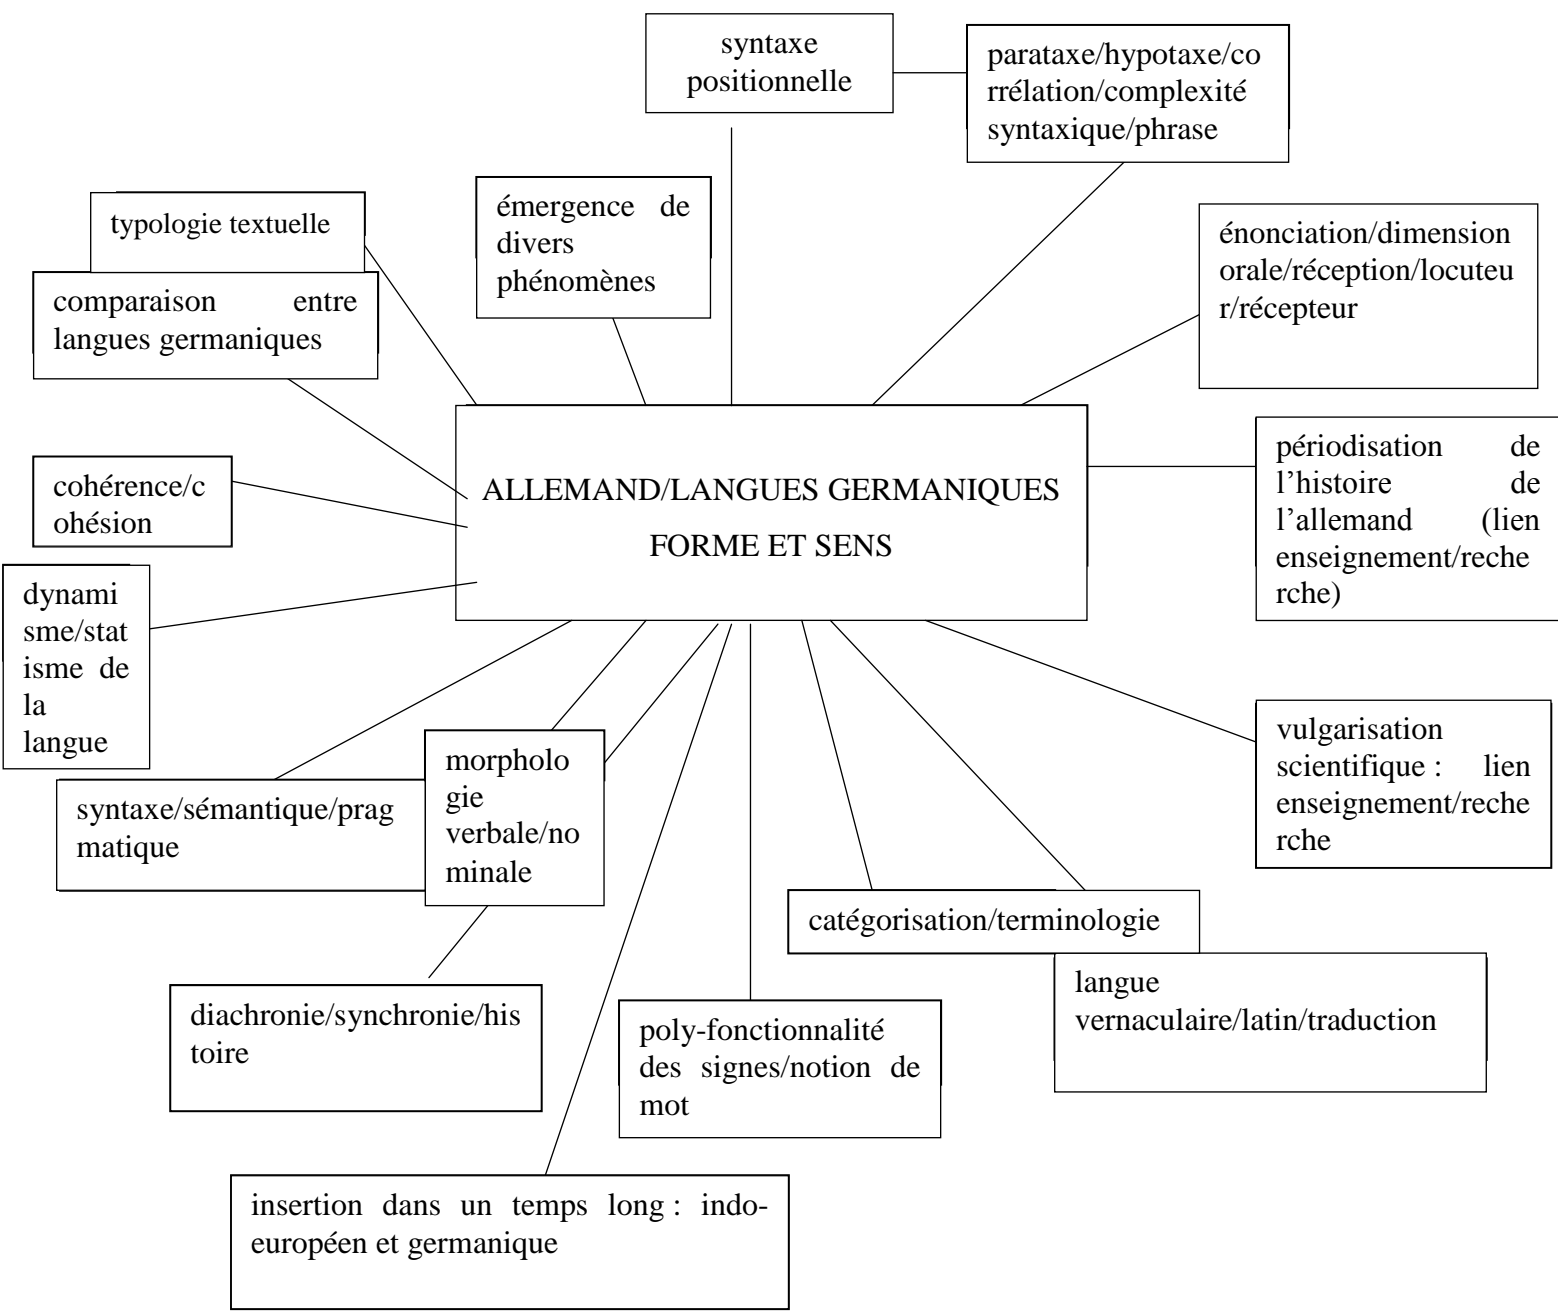 syntaxe
positionnelle
parataxe/hypotaxe/co
rrélation/complexité
syntaxique/phrase
émergence de
divers
phénomènes
typologie textuelle
énonciation/dimension
orale/réception/locuteu
r/récepteur
comparaison entre
langues germaniques
périodisation de
l’histoire de
l’allemand (lien
enseignement/reche
rche)
cohérence/c
ohésion
ALLEMAND/LANGUES GERMANIQUES
FORME ET SENS
dynami
sme/stat
isme de
la
langue
vulgarisation
scientifique : lien
enseignement/reche
rche
morpholo
gie
verbale/no
minale
syntaxe/sémantique/prag
matique
catégorisation/terminologie
langue
vernaculaire/latin/traduction
diachronie/synchronie/his
toire
poly-fonctionnalité
des signes/notion de
mot
insertion dans un temps long : indo-
européen et germanique